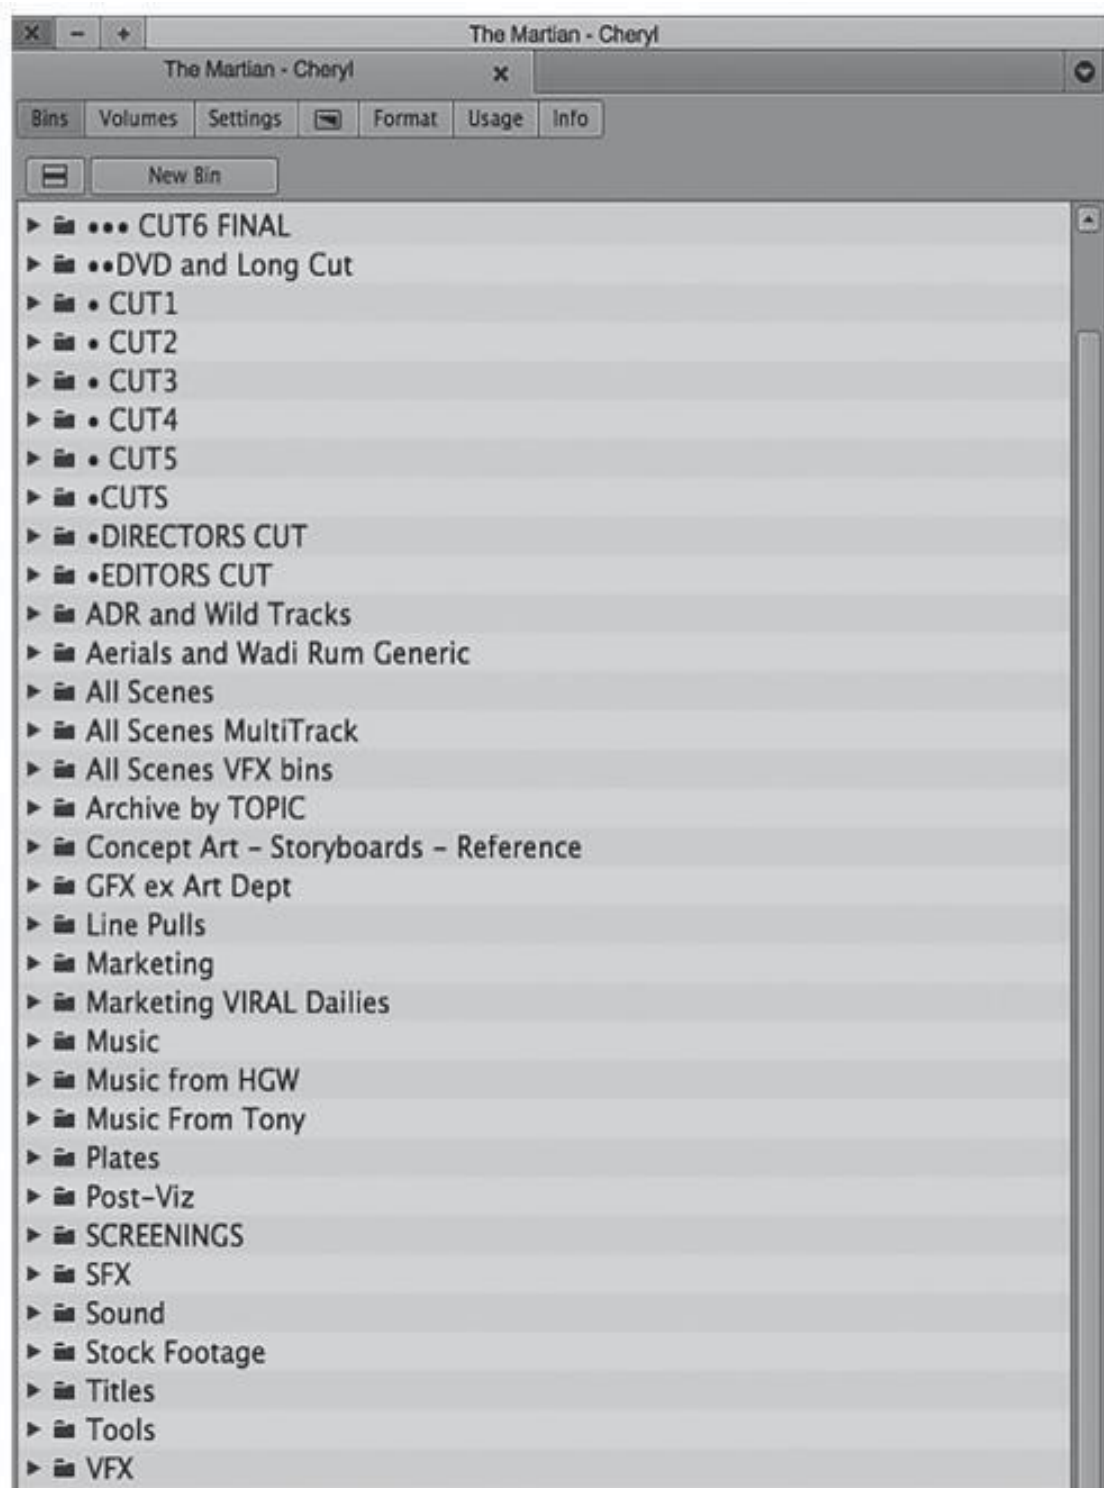 The Martian - Cheryl
The Martian - Cheryl
Bins Volumes Settings Format Usage Info
New Bin
••• CUT6 FINAL
••DVD and Long Cut
• CUT1
• CUT2
• CUT3
• CUT4
• CUT5
•CUTS
•DIRECTORS CUT
•EDITORS CUT
ADR and Wild Tracks
Aerials and Wadi Rum Generic
All Scenes
All Scenes MultiTrack
All Scenes VFX bins
Archive by TOPIC
Concept Art – Storyboards – Reference
GFX ex Art Dept
Line Pulls
Marketing
Marketing VIRAL Dailies
Music
Music from HGW
Music From Tony
Plates
Post-Viz
SCREENINGS
SFX
Sound
Stock Footage
Titles
Tools
VFX